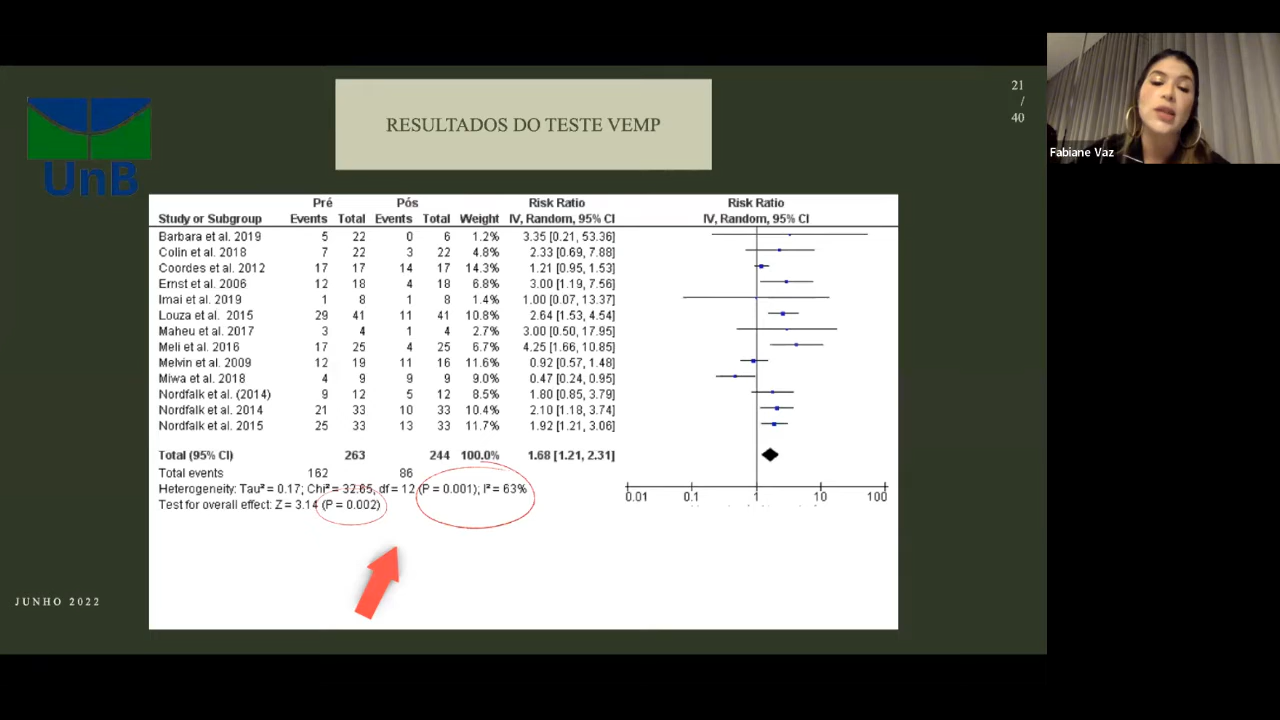 RESULTADOS DO TESTE VEMP
21
/
40
UnB
Fabiane Vaz
Pré Pós Risk Ratio Risk Ratio
Study or Subgroup Events Total Events Total Weight IV, Random, 95% CI IV, Random, 95% CI
Barbara et al. 2019 5 22 0 6 1.2% 3.35 [0.21, 53.36]
Colin et al. 2018 7 22 3 22 4.8% 2.33 [0.69, 7.88]
Coordes et al. 2012 17 17 14 17 14.3% 1.21 [0.95, 1.53]
Ernst et al. 2006 12 18 4 18 6.8% 3.00 [1.19, 7.56]
Imai et al. 2019 1 8 1 8 1.4% 1.00 [0.07, 13.37]
Louza et al. 2015 29 41 11 41 10.8% 2.64 [1.53, 4.54]
Maheu et al. 2017 3 4 1 4 2.7% 3.00 [0.50, 17.95]
Meli et al. 2016 17 25 4 25 6.7% 4.25 [1.66, 10.85]
Melvin et al. 2009 12 19 11 16 11.6% 0.92 [0.57, 1.48]
Miwa et al. 2018 4 9 9 9 9.0% 0.47 [0.24, 0.95]
Nordfalk et al. (2014) 9 12 5 12 8.5% 1.80 [0.85, 3.79]
Nordfalk et al. 2014 21 33 10 33 10.4% 2.10 [1.18, 3.74]
Nordfalk et al. 2015 25 33 13 33 11.7% 1.92 [1.21, 3.06]
Total (95% CI) 263 244 100.0% 1.68 [1.21, 2.31]
Total events 162 86
Heterogeneity: Tau² = 0.17; Chi² = 32.65, df = 12 (P = 0.001); I² = 63%
Test for overall effect: Z = 3.14 (P = 0.002)
0.01 0.1 1 10 100
JUNHO 2022